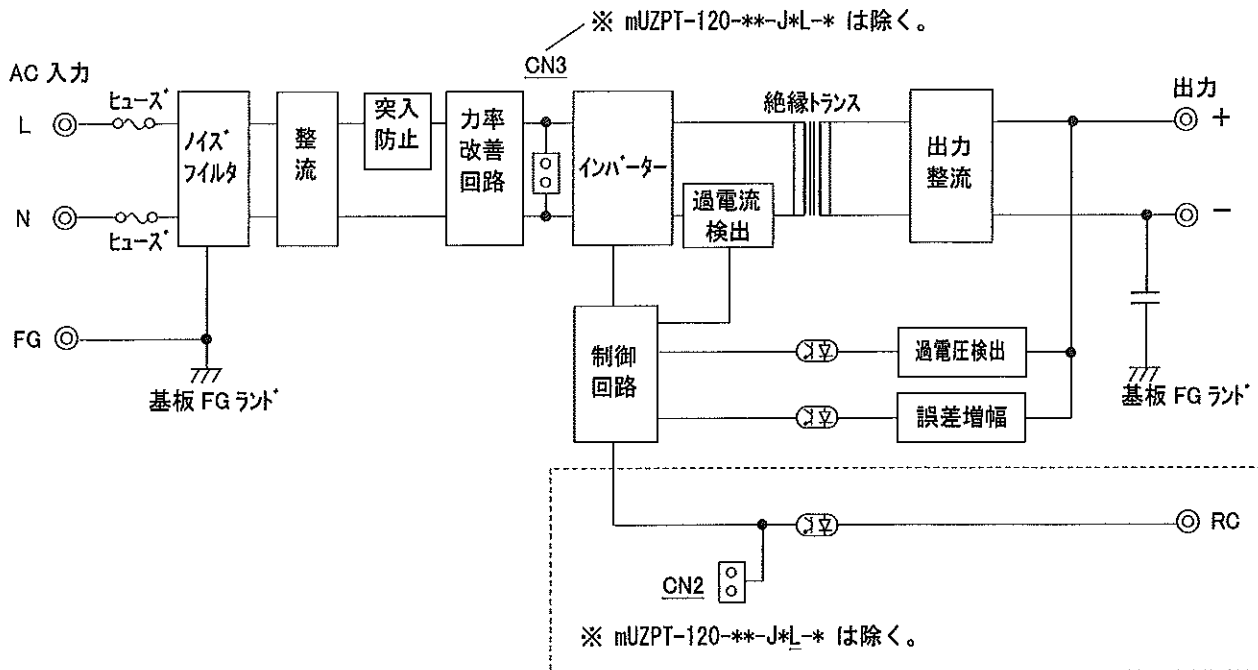 ※ mUZPT-120-**-J*L-* は除く。
CN3
AC 入力
ヒューズ
L
ノイズ
フイルタ
整
流
突入
防止
力率
改善
回路
インバーター
絶縁トランス
過電流
検出
出力
整流
出力
+
N
ヒューズ
−
FG
基板 FG ランド
制御
回路
過電圧検出
誤差増幅
基板 FG ランド
RC
CN2
※ mUZPT-120-**-J*L-* は除く。